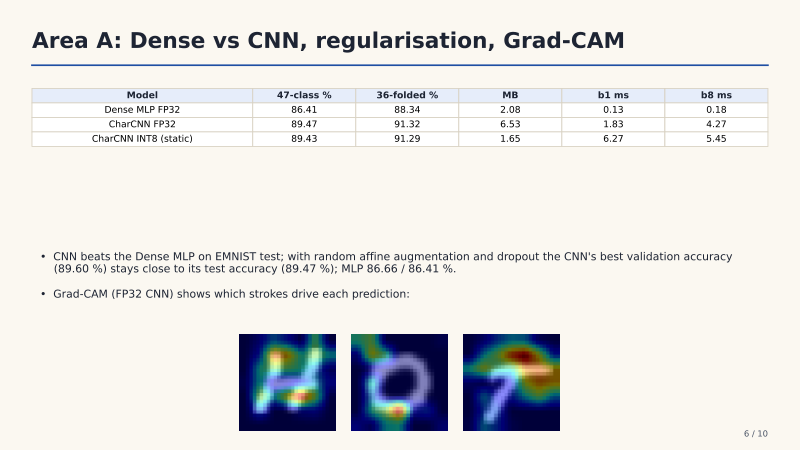 Area A: Dense vs CNN, regularisation, Grad-CAM
Model 47-class % 36-folded % MB b1 ms b8 ms
Dense MLP FP32 86.41 88.34 2.08 0.13 0.18
CharCNN FP32 89.47 91.32 6.53 1.83 4.27
CharCNN INT8 (static) 89.43 91.29 1.65 6.27 5.45
• CNN beats the Dense MLP on EMNIST test; with random affine augmentation and dropout the CNN's best validation accuracy
(89.60 %) stays close to its test accuracy (89.47 %); MLP 86.66 / 86.41 %.
• Grad-CAM (FP32 CNN) shows which strokes drive each prediction:
6 / 10